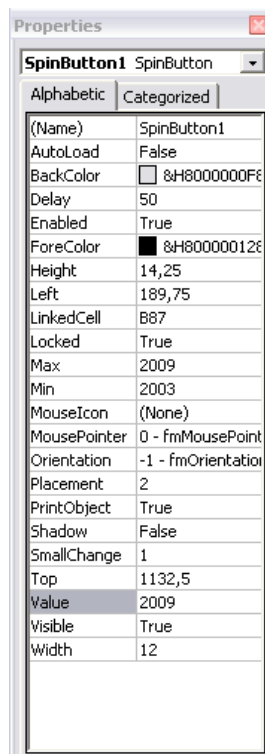 Properties
SpinButton1 SpinButton
Alphabetic Categorized
(Name) SpinButton1
AutoLoad False
BackColor &H8000000F&
Delay 50
Enabled True
ForeColor &H80000012&
Height 14,25
Left 189,75
LinkedCell B87
Locked True
Max 2009
Min 2003
MouseIcon (None)
MousePointer 0 - fmMousePoint
Orientation -1 - fmOrientation
Placement 2
PrintObject True
Shadow False
SmallChange 1
Top 1132,5
Value 2009
Visible True
Width 12